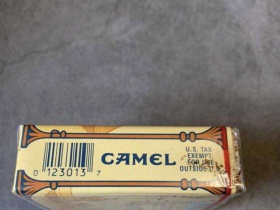 CAMEL
U.S. TAX
EXEMPT
FOR USE
OUTSIDE U.
0 123013 7